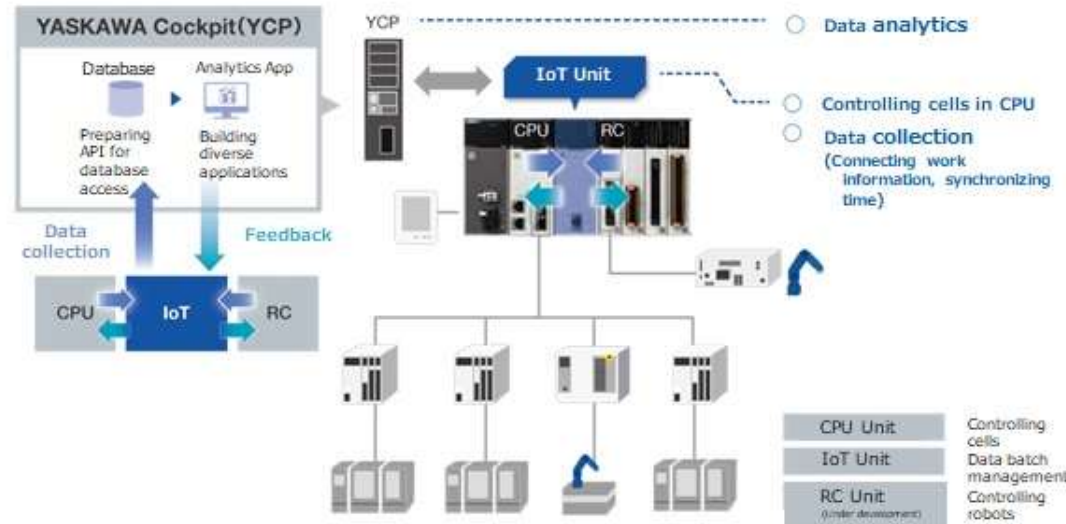 YASKAWA Cockpit(YCP)
Database
Analytics App
Preparing
API for
database
access
Building
diverse
applications
Data
collection
Feedback
CPU
IoT
RC
YCP
IoT Unit
CPU
RC
Data analytics
Controlling cells in CPU
Data collection
(Connecting work
information, synchronizing
time)
CPU Unit
Controlling
cells
IoT Unit
Data batch
management
RC Unit
(Under development)
Controlling
robots